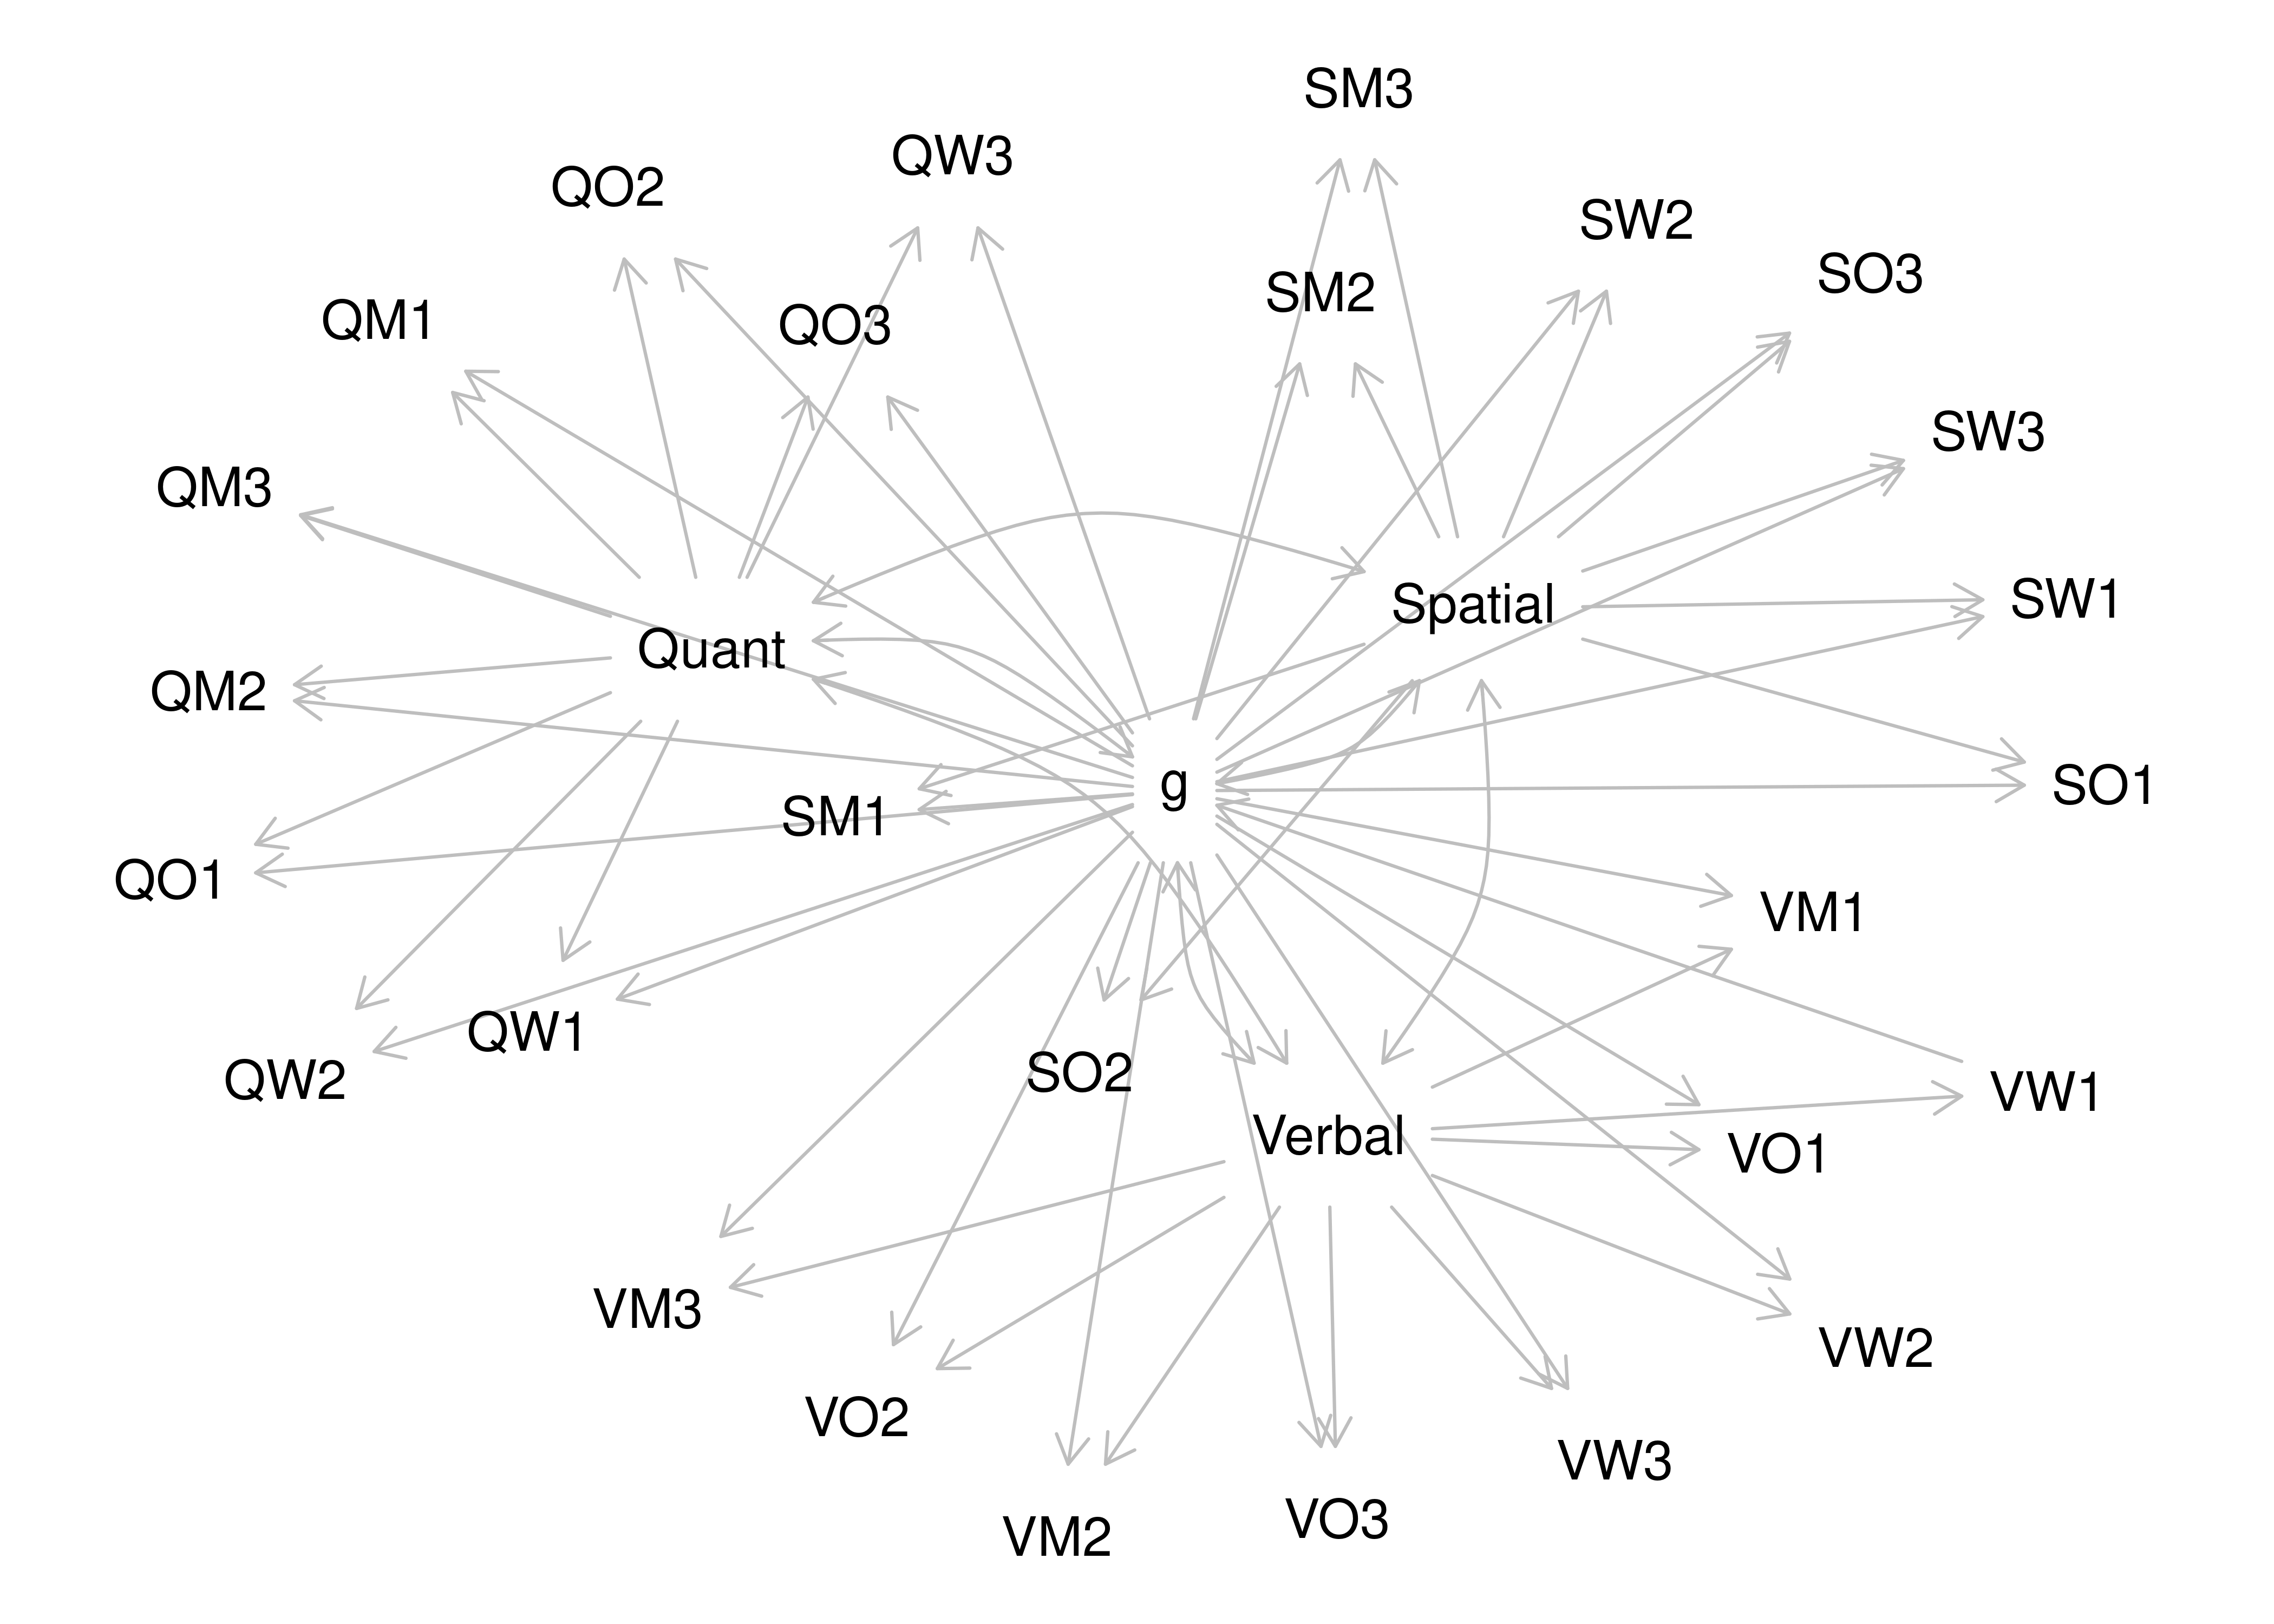 SM3
QW3
QO2
SW2
SO3
SM2
QM1
QO3
SW3
QM3
SW1
Spatial
Quant
QM2
g
SO1
SM1
QO1
VM1
QW1
SO2
QW2
VW1
Verbal
VO1
VM3
VW2
VO2
VW3
VO3
VM2